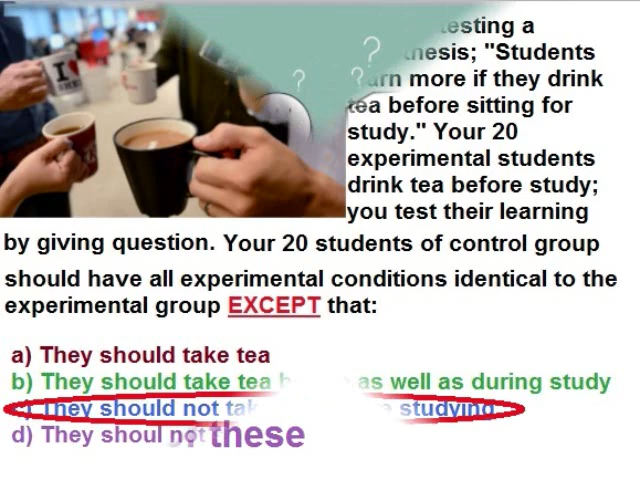 esting a
hesis; "Students
rn more if they drink
tea before sitting for
study." Your 20
experimental students
drink tea before study;
you test their learning
by giving question. Your 20 students of control group
should have all experimental conditions identical to the
experimental group EXCEPT that:
a) They should take tea
b) They should take tea as well as during study
They should not studying
d) They shoul not these
I